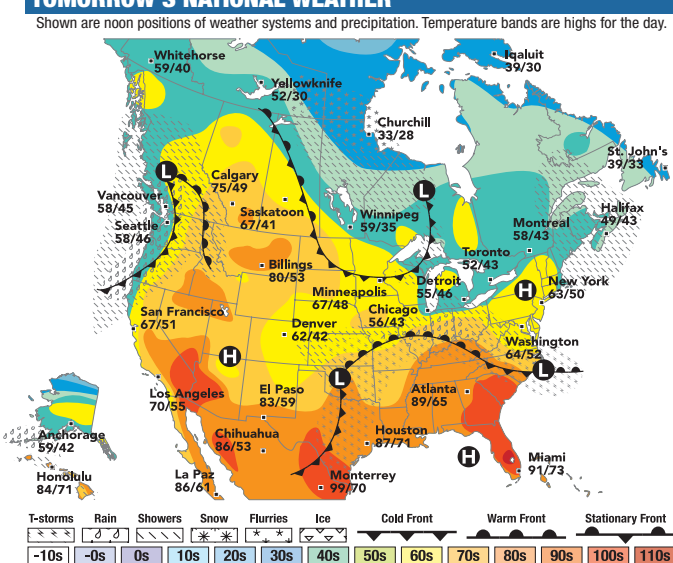 TOMORROW'S NATIONAL WEATHER
Shown are noon positions of weather systems and precipitation. Temperature bands are highs for the day.
Whitehorse
59/40
Iqaluit
39/30
Yellowknife
52/30
Churchill
33/28
St. John's
39/33
L
Calgary
75/49
L
Vancouver
58/45
Saskatoon
67/41
Winnipeg
59/35
Halifax
49/43
Seattle
58/46
Montreal
58/43
Toronto
52/43
Billings
80/53
Detroit
55/46
H
New York
63/50
Minneapolis
67/48
San Francisco
67/51
Chicago
56/43
Denver
62/42
Washington
64/52
H
L
L
Los Angeles
70/55
El Paso
83/59
Atlanta
89/65
Anchorage
59/42
Chihuahua
86/53
Houston
87/71
H
Miami
91/73
Honolulu
84/71
La Paz
86/61
Monterrey
99/70
T-storms Rain Showers Snow Flurries Ice Cold Front Warm Front Stationary Front
-10s -0s 0s 10s 20s 30s 40s 50s 60s 70s 80s 90s 100s 110s